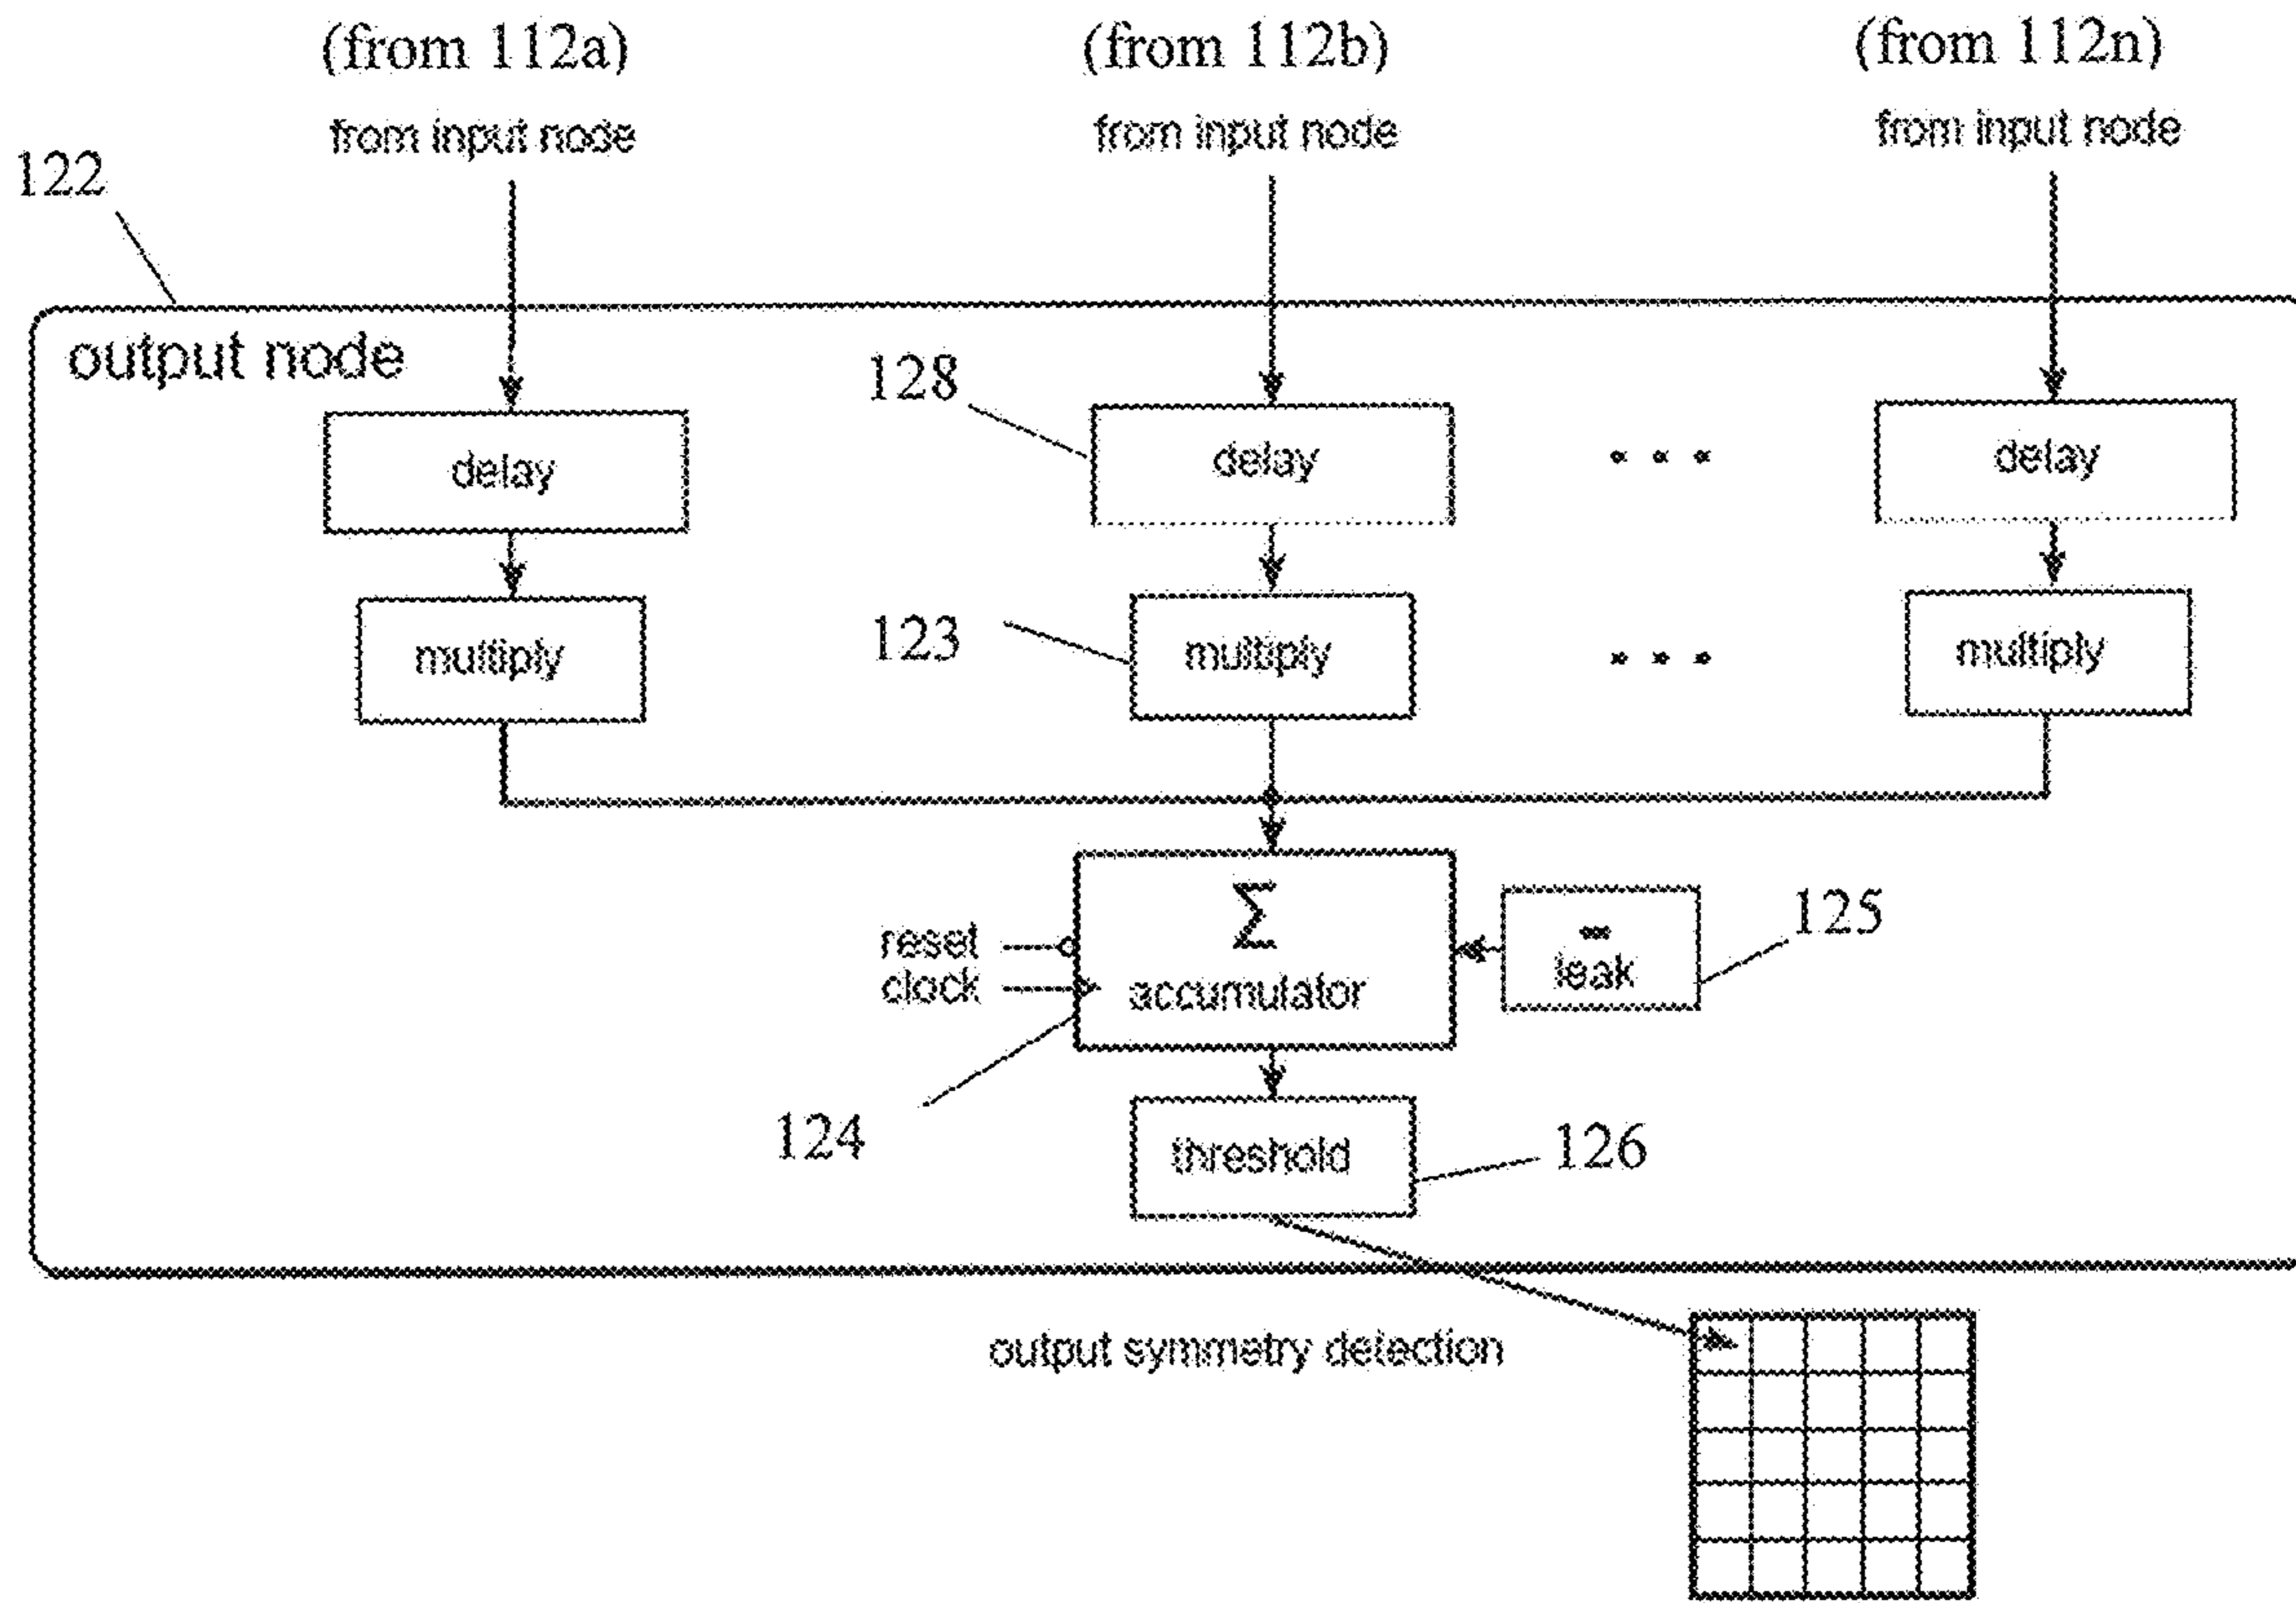 (from 112a) (from 112b) (from 112n)
from input node from input node from input node
122
output node
128
delay delay • • • delay
123
multiply multiply • • • multiply
Σ
reset
clock
accumulator
- leak
125
124
threshold
126
output symmetry detection